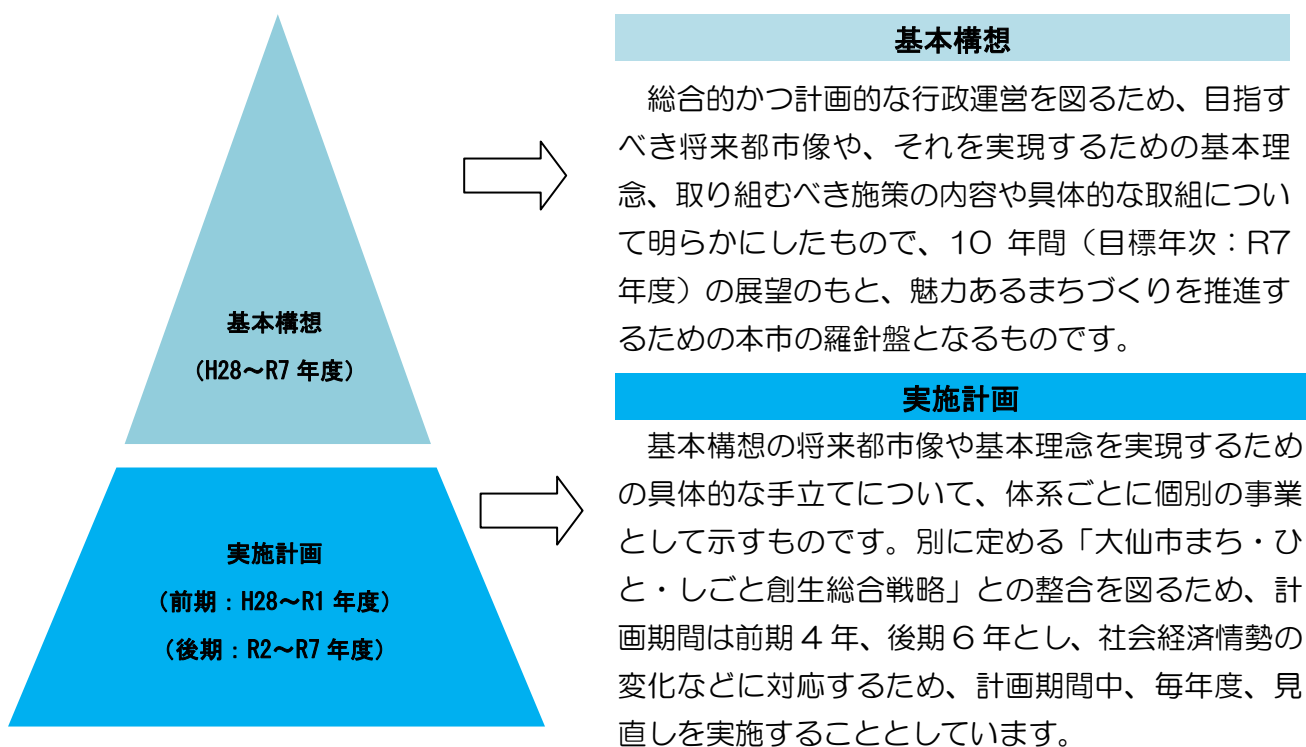 基本構想
(H28～R7 年度)
実施計画
(前期：H28～R1 年度)
(後期：R2～R7 年度)
基本構想
総合的かつ計画的な行政運営を図るため、目指す
べき将来都市像や、それを実現するための基本理
念、取り組むべき施策の内容や具体的な取組につい
て明らかにしたもので、10 年間（目標年次：R7
年度）の展望のもと、魅力あるまちづくりを推進す
るための本市の羅針盤となるものです。
実施計画
基本構想の将来都市像や基本理念を実現するため
の具体的な手立てについて、体系ごとに個別の事業
として示すものです。別に定める「大仙市まち・ひ
と・しごと創生総合戦略」との整合を図るため、計
画期間は前期４年、後期６年とし、社会経済情勢の
変化などに対応するため、計画期間中、毎年度、見
直しを実施することとしています。